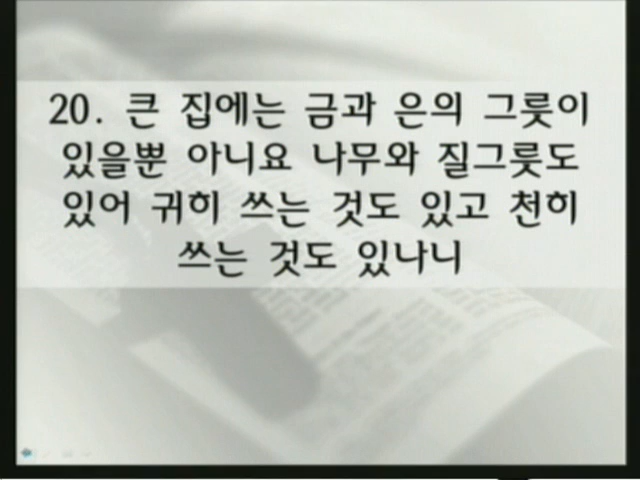 20. 큰 집에는 금과 은의 그릇이
있을뿐 아니요 나무와 질그릇도
있어 귀히 쓰는 것도 있고 천히
쓰는 것도 있나니